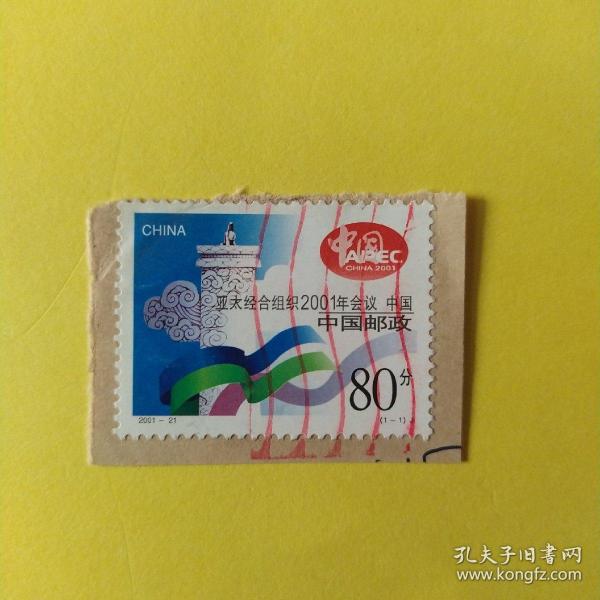 CHINA
中国
APEC
CHINA 2001
亚太经合组织2001年会议 中国
中国邮政
80分
2001-21
(1-1)J
孔夫子旧书网
www.kongfz.com